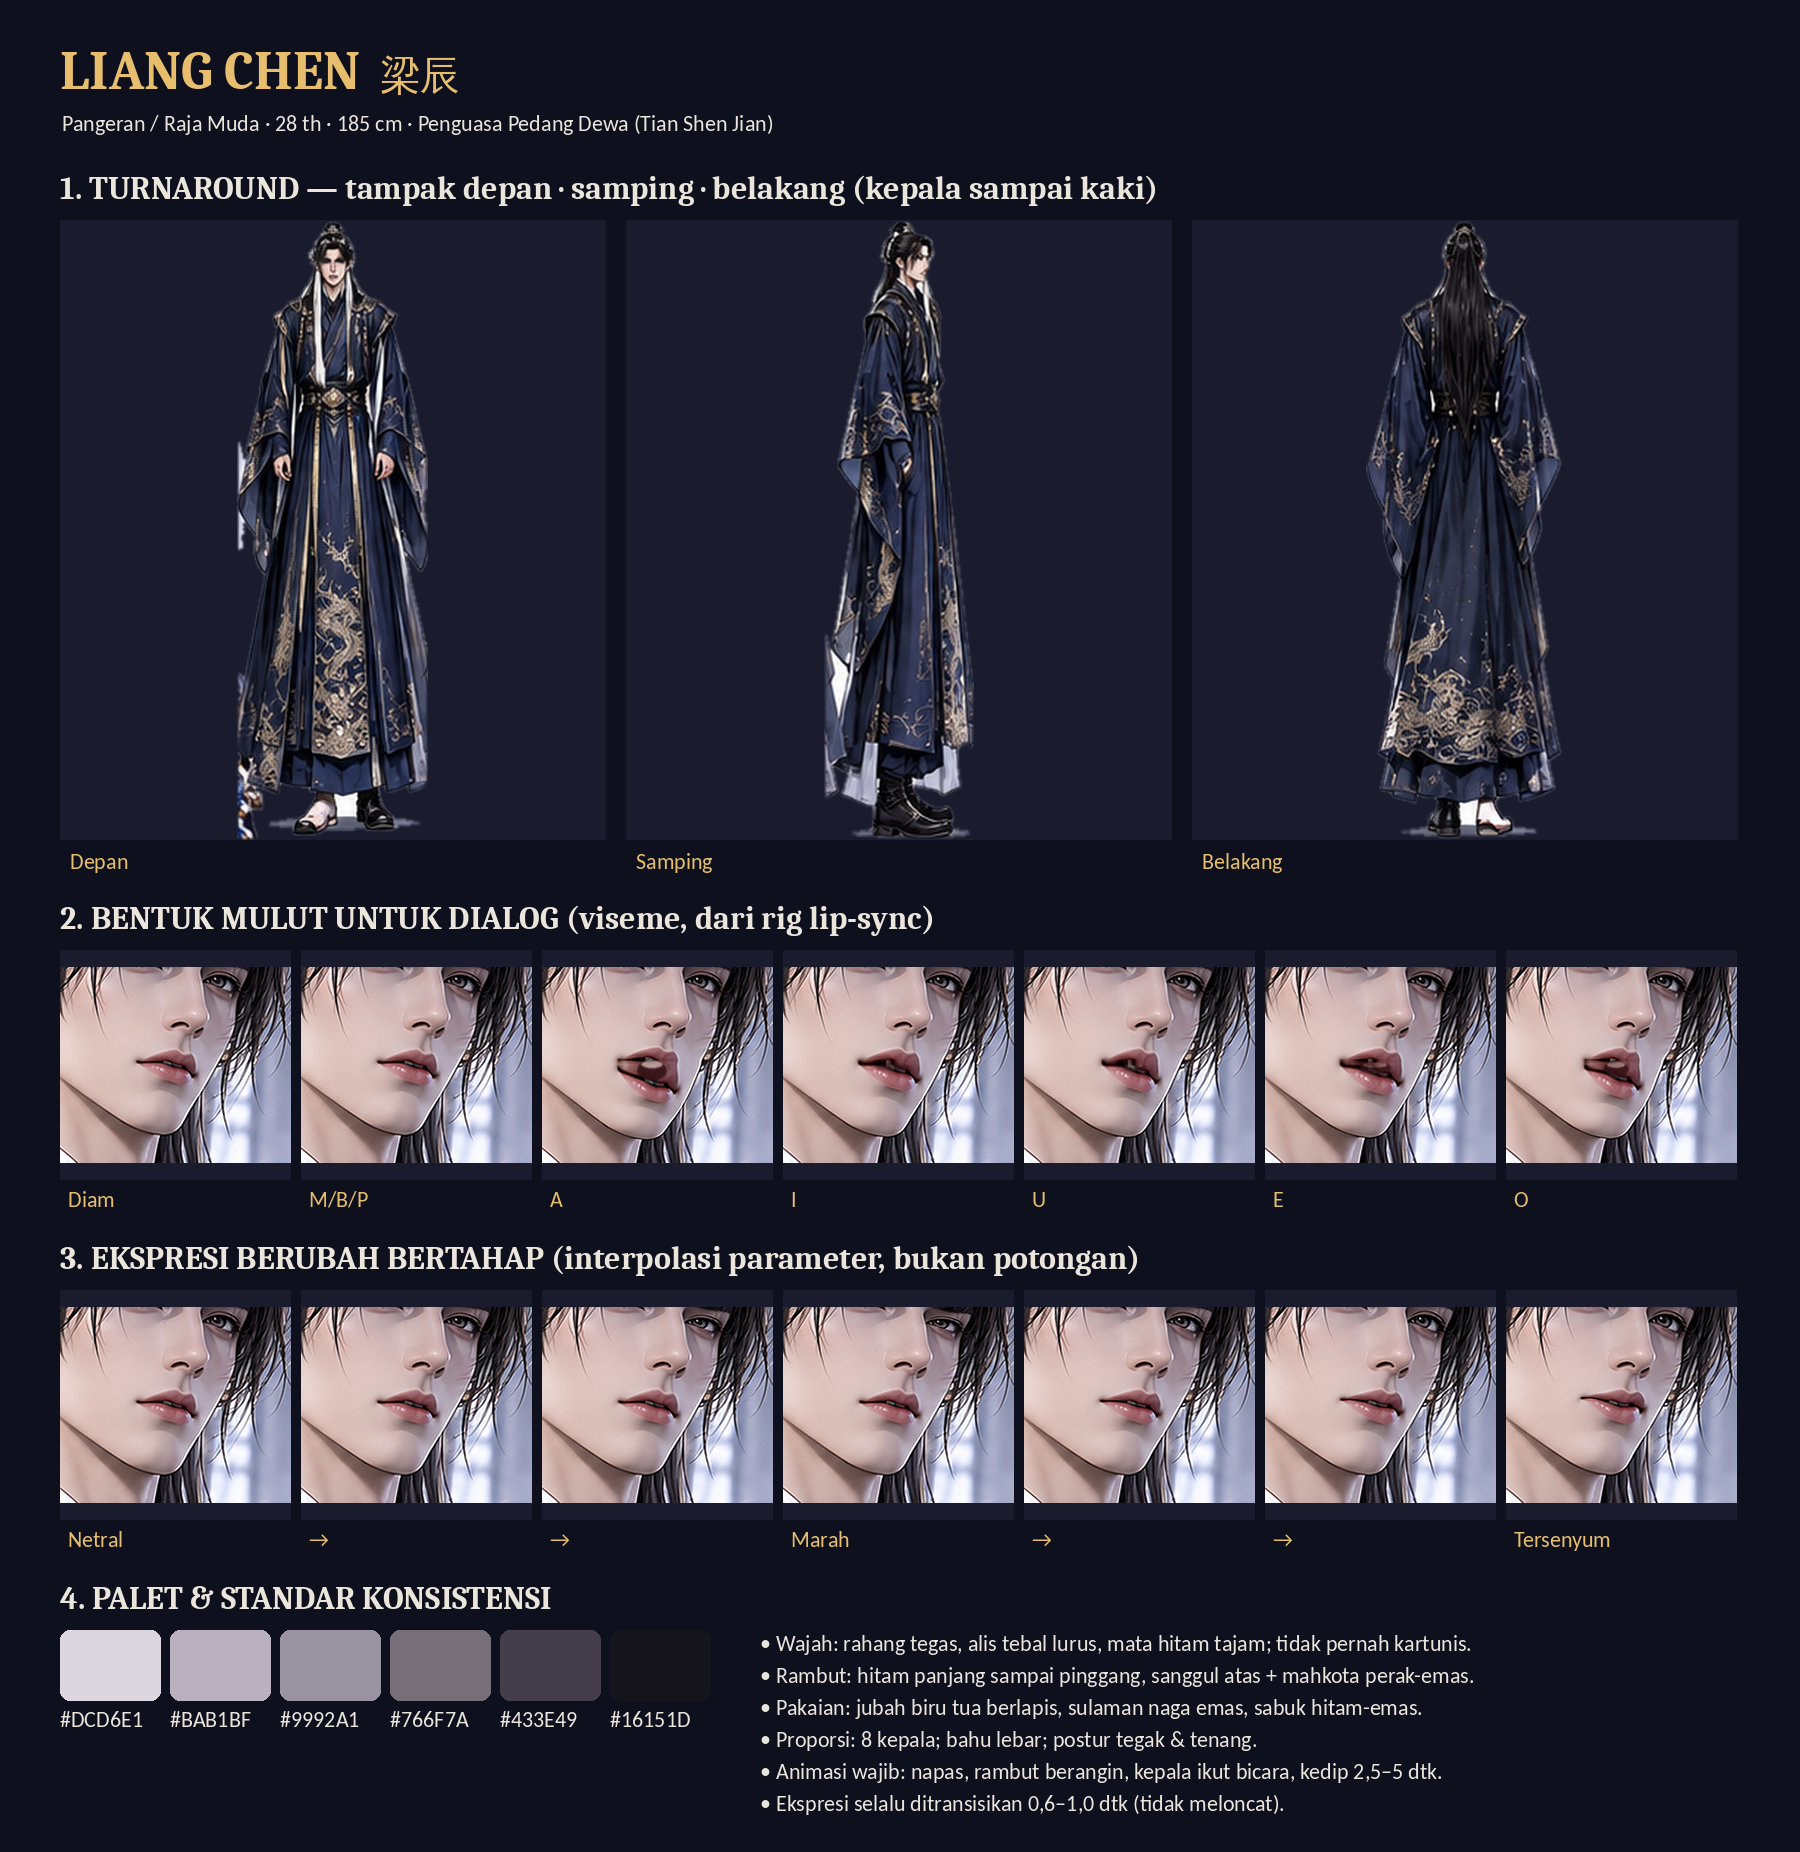 LIANG CHEN 梁辰
Pangeran / Raja Muda · 28 th · 185 cm · Penguasa Pedang Dewa (Tian Shen Jian)
1. TURNAROUND — tampak depan · samping · belakang (kepala sampai kaki)
Depan Samping Belakang
2. BENTUK MULUT UNTUK DIALOG (viseme, dari rig lip-sync)
Diam M/B/P A I U E O
3. EKSPRESI BERUBAH BERTAHAP (interpolasi parameter, bukan potongan)
Netral → → Marah → → Tersenyum
4. PALET & STANDAR KONSISTENSI
#DCD6E1 #BAB1BF #9992A1 #766F7A #433E49 #16151D
• Wajah: rahang tegas, alis tebal lurus, mata hitam tajam; tidak pernah kartunis.
• Rambut: hitam panjang sampai pinggang, sanggul atas + mahkota perak-emas.
• Pakaian: jubah biru tua berlapis, sulaman naga emas, sabuk hitam-emas.
• Proporsi: 8 kepala; bahu lebar; postur tegak & tenang.
• Animasi wajib: napas, rambut berangin, kepala ikut bicara, kedip 2,5–5 dtk.
• Ekspresi selalu ditransisikan 0,6–1,0 dtk (tidak meloncat).